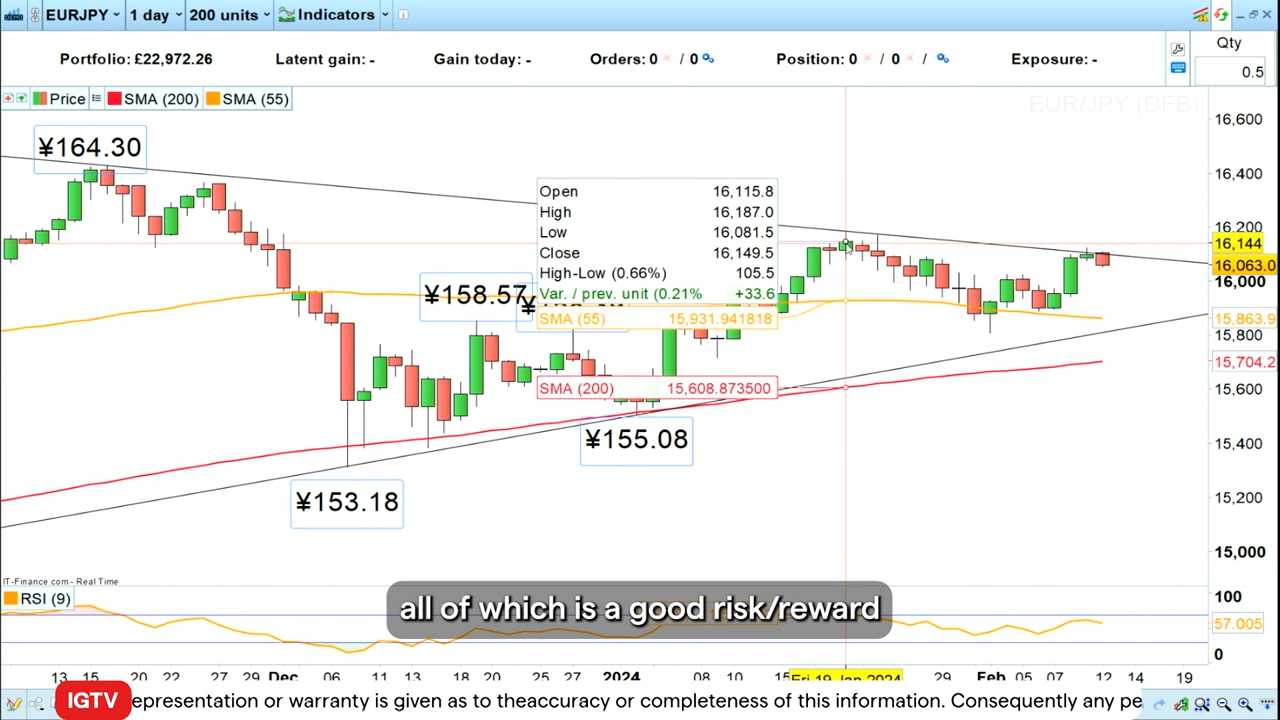 EURJPY 1 day 200 units Indicators
Portfolio: £22,972.26 Latent gain: - Gain today: - Orders: 0 / 0 Position: 0 / 0 / Exposure: -
Qty
0.5
Price SMA (200) SMA (55)
EUR/JPY (DFB)
16,600
¥164.30
16,400
Open 16,115.8
High 16,187.0
Low 16,081.5
Close 16,149.5
High-Low (0.66%) 105.5
Var. / prev. unit (0.21% +33.6
SMA (55) 15,931.941818
SMA (200) 15,608.873500
16,200
16,144
16,063.0
16,000
¥158.57
15,863.9
15,800
15,704.2
15,600
¥155.08
15,400
¥153.18
15,200
15,000
IT-Finance.com - Real Time
RSI (9)
100
57.005
0
all of which is a good risk/reward
13 15 20 22 27 Dec 06 11 13 18 20 25 27 2024 08 10 Fri 19 Jan 2024 29 Feb 05 07 12 14 19
IGTV
epresentation or warranty is given as to theaccuracy or completeness of this information. Consequently any pe